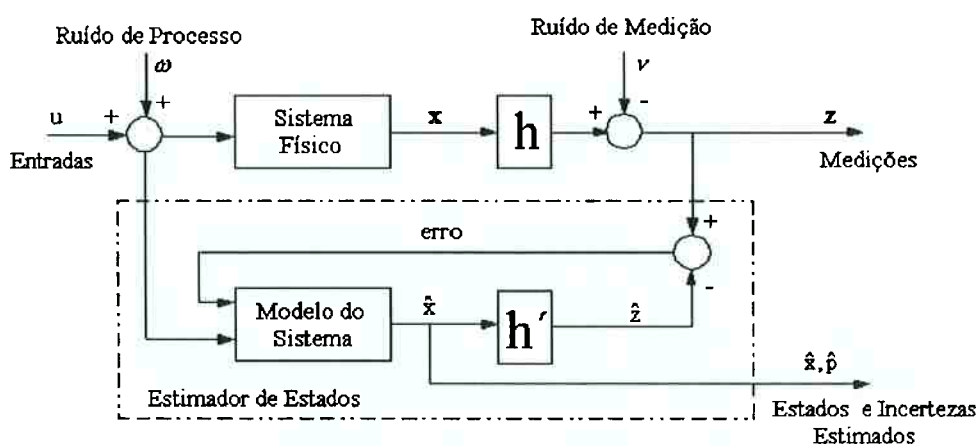 Ruído de Processo
ω
Ruído de Medição
ν
u
+
+
Entradas
Sistema
Físico
x
h
+
-
z
Medições
erro
+
-
Modelo do
Sistema
x̂
h′
ẑ
Estimador de Estados
x̂,p̂
Estados e Incertezas
Estimados